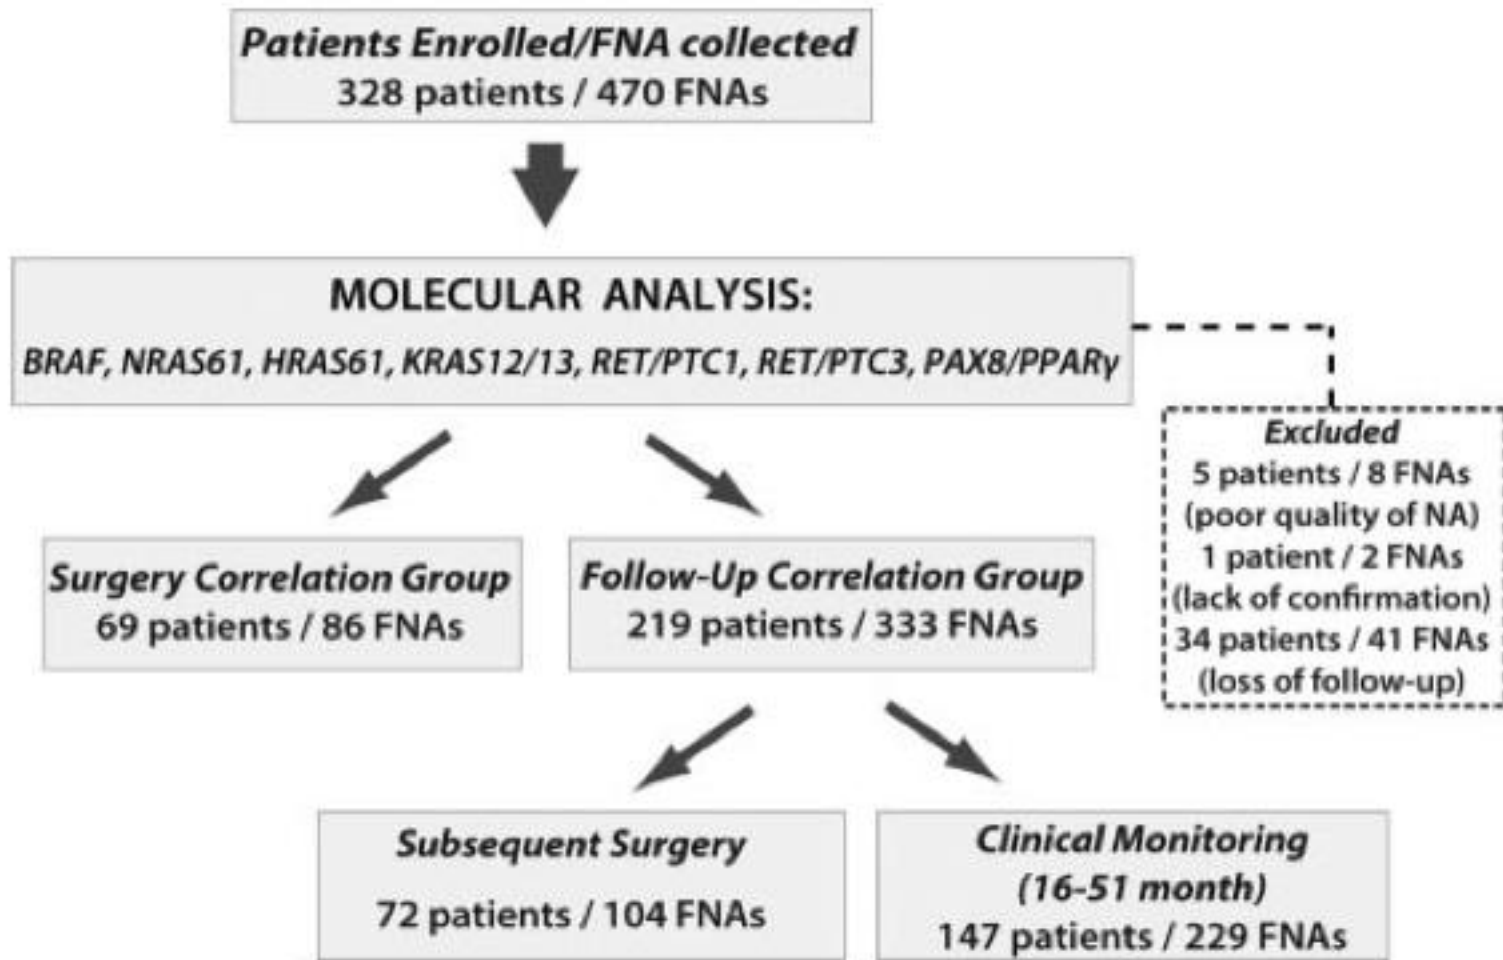 Patients Enrolled/FNA collected
328 patients / 470 FNAs
MOLECULAR ANALYSIS:
BRAF, NRAS61, HRAS61, KRAS12/13, RET/PTC1, RET/PTC3, PAX8/PPARγ
Excluded
5 patients / 8 FNAs
(poor quality of NA)
1 patient / 2 FNAs
(lack of confirmation)
34 patients / 41 FNAs
(loss of follow-up)
Surgery Correlation Group
69 patients / 86 FNAs
Follow-Up Correlation Group
219 patients / 333 FNAs
Subsequent Surgery
72 patients / 104 FNAs
Clinical Monitoring
(16-51 month)
147 patients / 229 FNAs